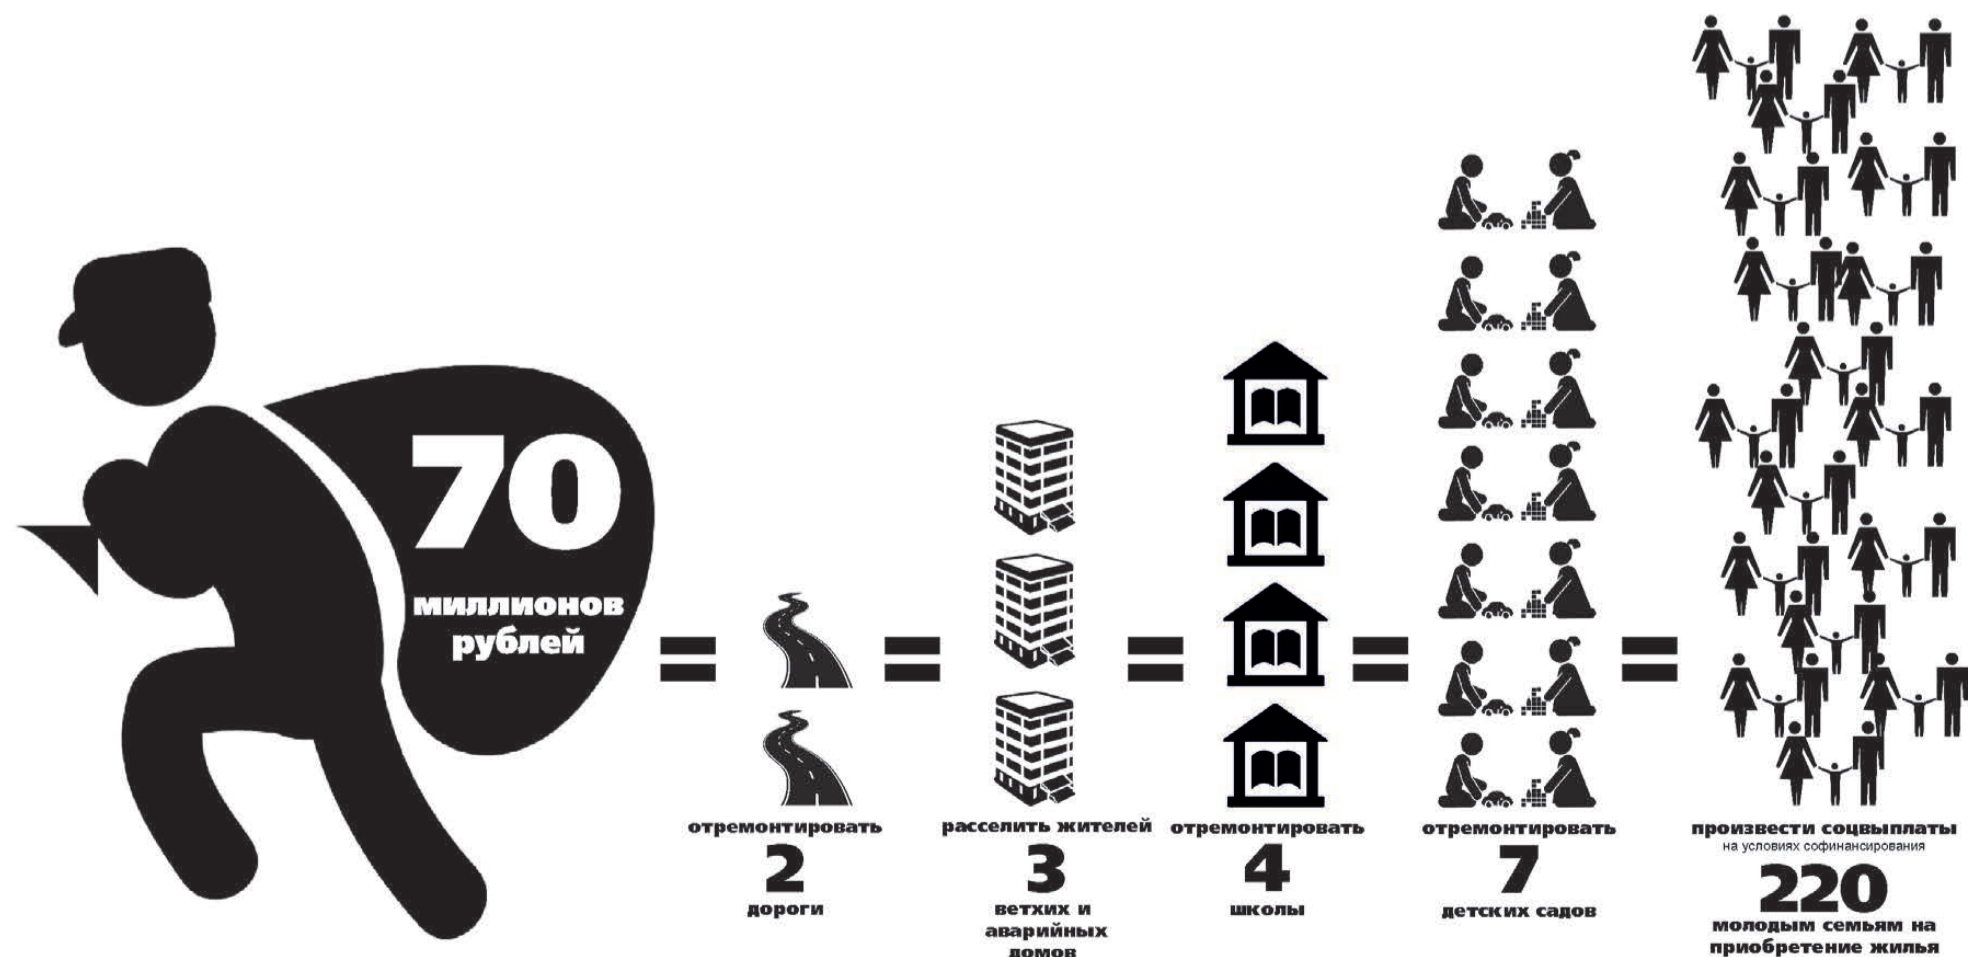 70
миллионов
рублей
отремонтировать
2
дороги
расселить жителей
3
ветхих и
аварийных
домов
отремонтировать
4
школы
отремонтировать
7
детских садов
произвести соцвыплаты
на условиях софинансирования
220
молодым семьям на
приобретение жилья